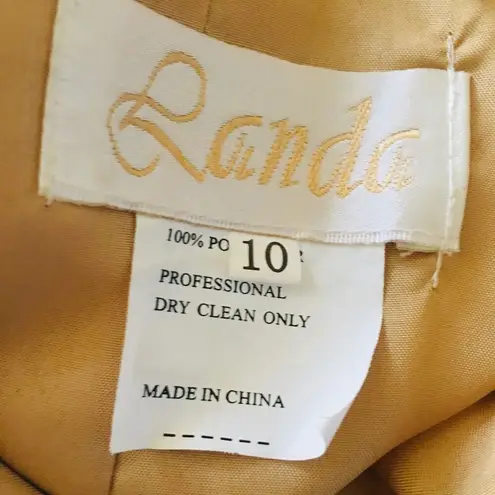 Landa
100% PO
10
PROFESSIONAL
DRY CLEAN ONLY
MADE IN CHINA
------